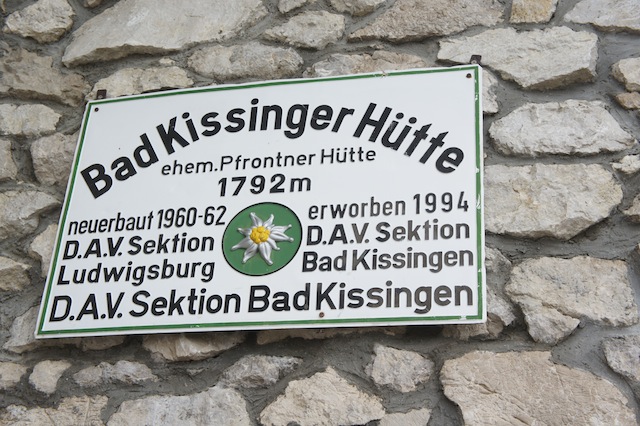 Bad Kissinger Hütte
ehem. Pfrontner Hütte
1792 m
neuerbaut 1960-62
D.A.V. Sektion
Ludwigsburg
erworben 1994
D.A.V. Sektion
Bad Kissingen
D.A.V. Sektion Bad Kissingen